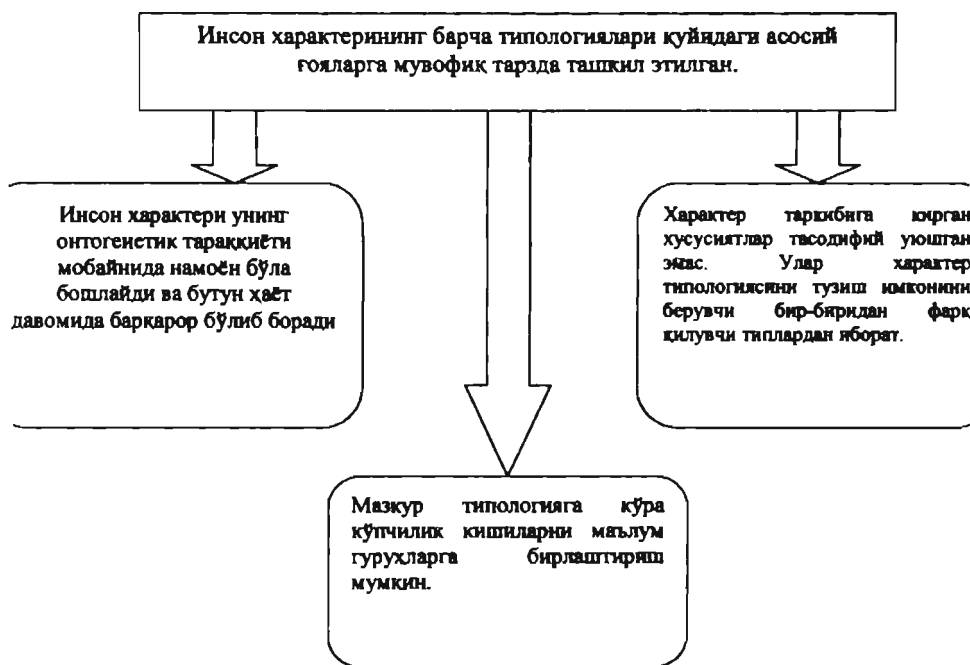 Инсон характерининг барча типологиялари қуйидаги асосий
ғояларга мувофиқ тарзда ташкил этилган.
Инсон характери унинг
онтогенетик тараққиёти
мобайнида намоён бўла
бошлайди ва бутун ҳаёт
давомида барқарор бўлиб боради
Характер таркибига кирган
хусусиятлар тасодифий уюшган
эмас. Улар характер
типологиясини тузиш имконини
берувчи бир-биридан фарқ
қилувчи типлардан иборат.
Мазкур типологияга кўра
кўпчилик кишиларни маълум
гуруҳларга бирлаштириш
мумкин.